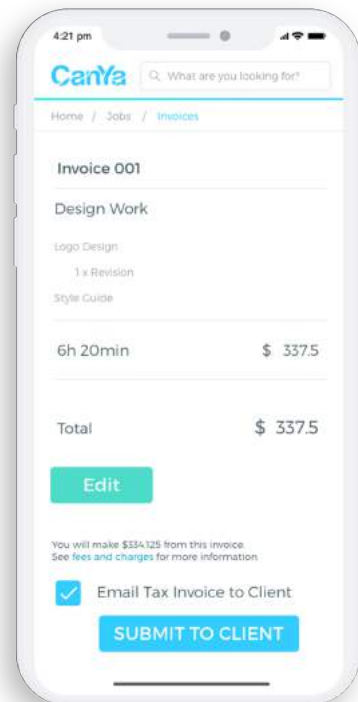 4:21 pm
CanYa
What are you looking for?
Home / Jobs / Invoices
Invoice 001
Design Work
Logo Design
1 x Revision
Style Guide
6h 20min $ 337.5
Total $ 337.5
Edit
You will make $334.125 from this invoice.
See fees and charges for more information
Email Tax Invoice to Client
SUBMIT TO CLIENT